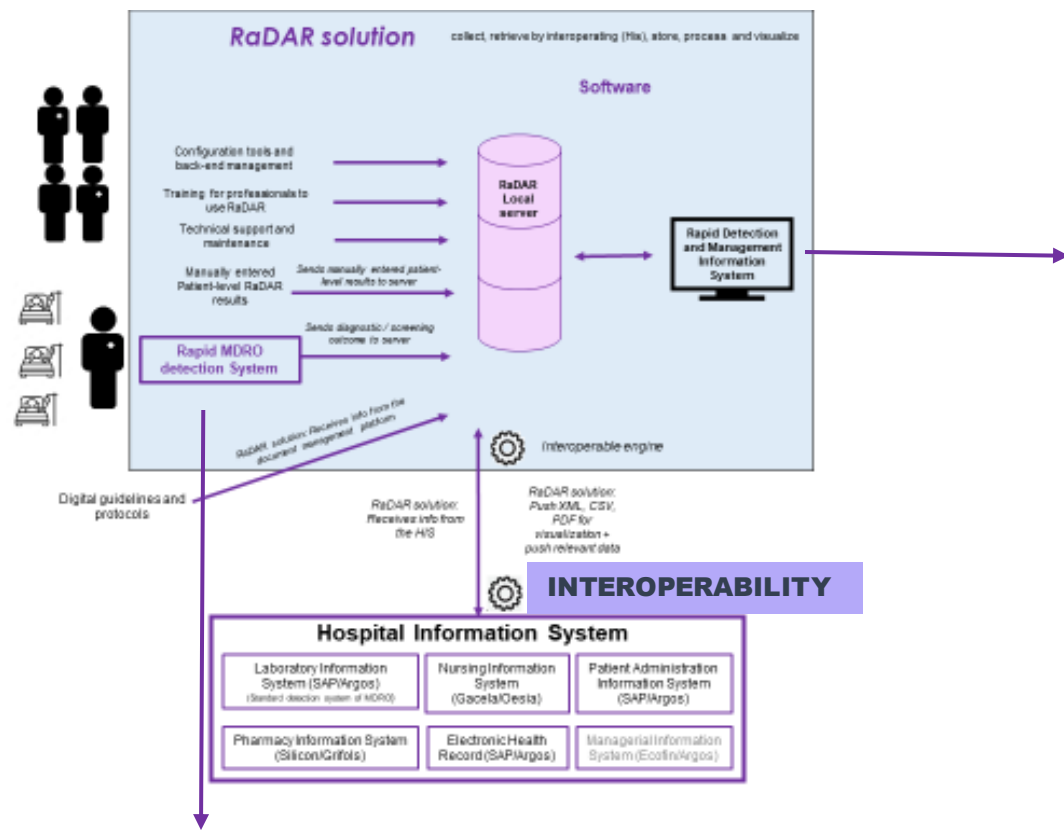 RaDAR solution
collect, retrieve by interoperating (His), store, process and visualize
Software
Configuration tools and
back-end management
Training for professionals to
use RaDAR
Technical support and
maintenance
Manually entered
Patient-level RaDAR
results
Sends manually entered patient-
level results to server
Rapid MDRO
detection System
Sends diagnostic / screening
outcome to server
RaDAR
Local
server
Rapid Detection
and Management
Information
System
RaDAR solution: Receives info from the
document management platform
Digital guidelines and
protocols
Interoperable engine
RaDAR solution:
Receives info from
the HIS
RaDAR solution:
Push XML, CSV,
PDF for
visualization +
push relevant data
INTEROPERABILITY
Hospital Information System
Laboratory Information
System (SAP/Argos)
(Standard detection system of MDRO)
Nursing Information
System
(Gacela/Oesia)
Patient Administration
Information System
(SAP/Argos)
Pharmacy Information System
(Silicon/Grifols)
Electronic Health
Record (SAP/Argos)
Managerial Information
System (Ecofin/Argos)